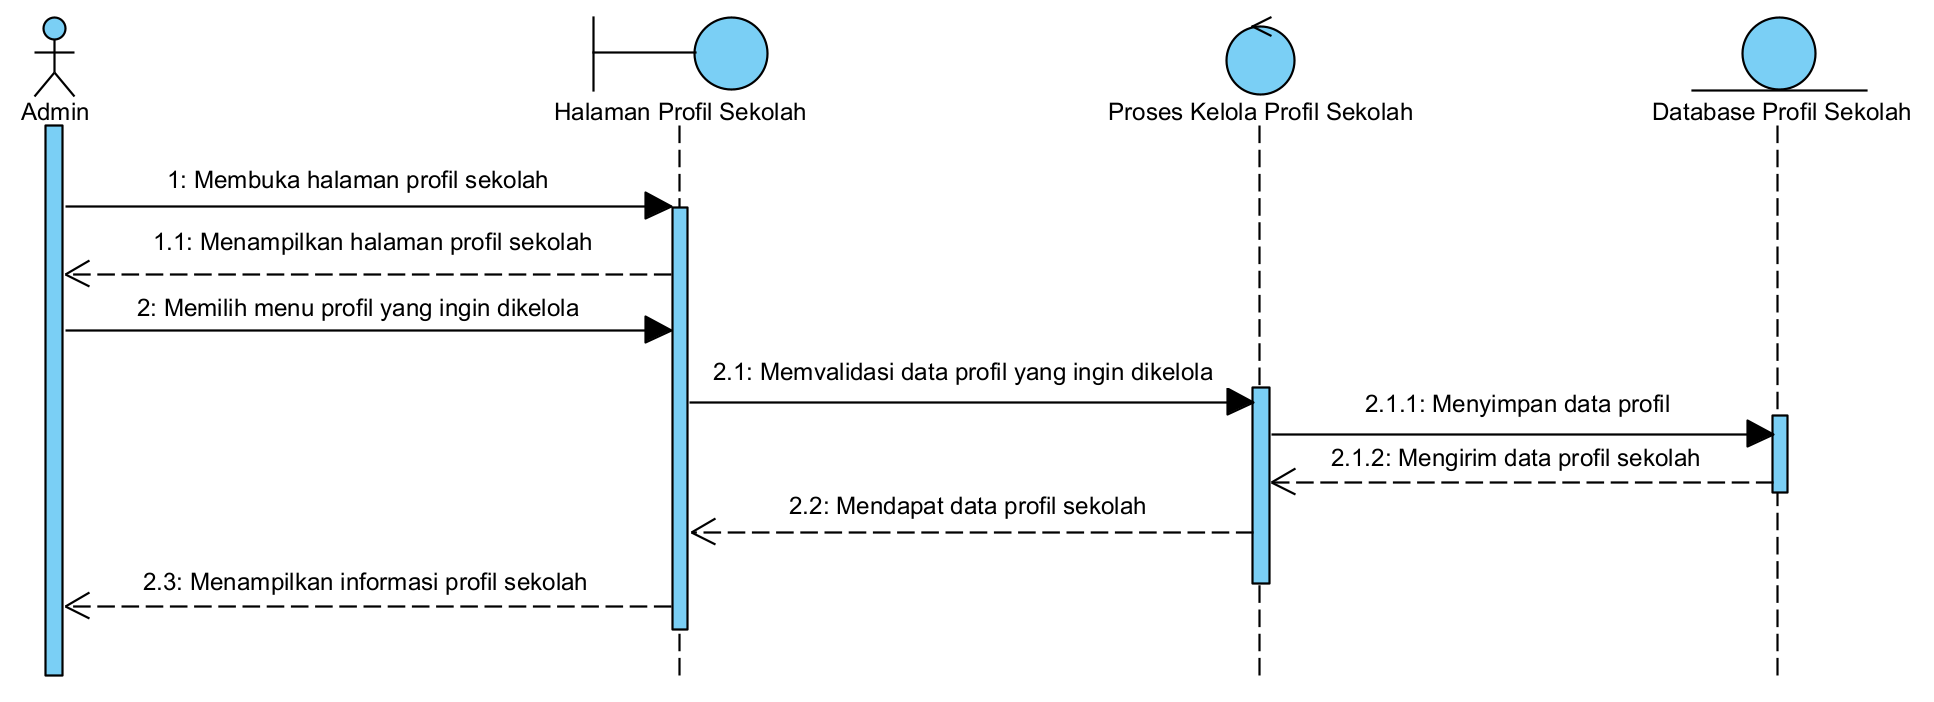 Admin
Halaman Profil Sekolah
Proses Kelola Profil Sekolah
Database Profil Sekolah
1: Membuka halaman profil sekolah
1.1: Menampilkan halaman profil sekolah
2: Memilih menu profil yang ingin dikelola
2.1: Memvalidasi data profil yang ingin dikelola
2.1.1: Menyimpan data profil
2.1.2: Mengirim data profil sekolah
2.2: Mendapat data profil sekolah
2.3: Menampilkan informasi profil sekolah